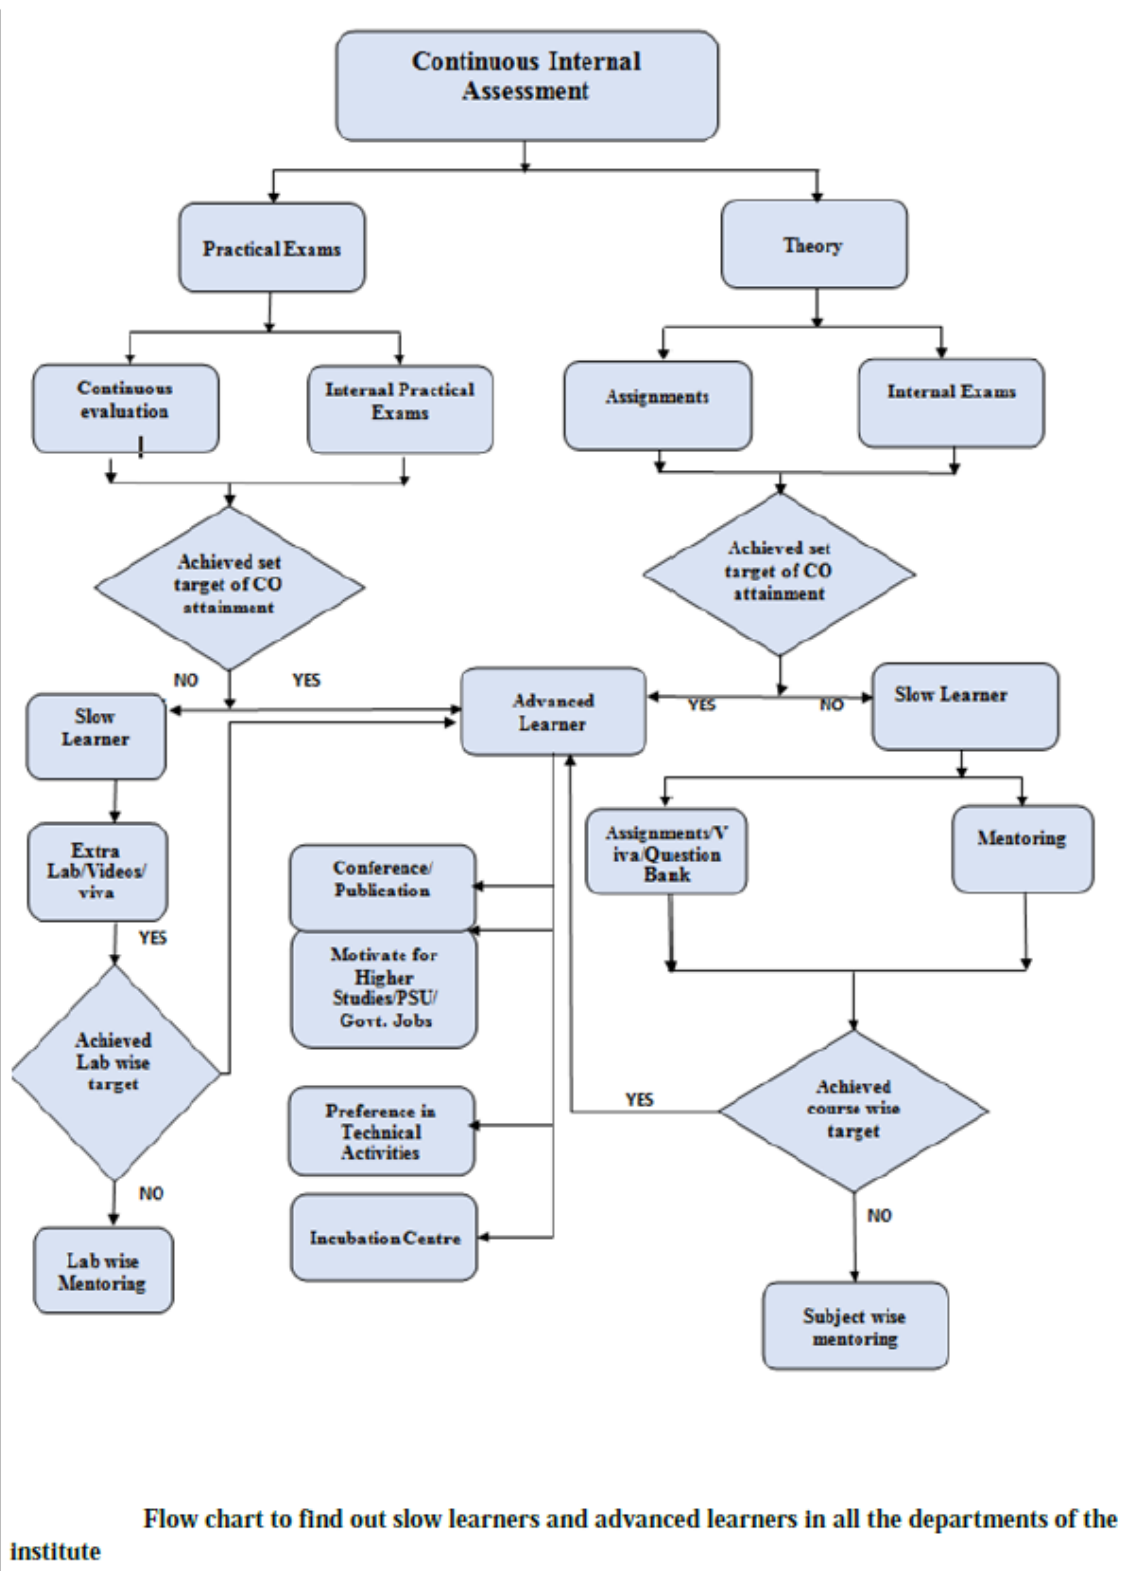 Continuous Internal
Assessment
Practical Exams
Theory
Continuous
evaluation
Internal Practical
Exams
Assignments
Internal Exams
Achieved set
target of CO
attainment
Achieved set
target of CO
attainment
NO
YES
Slow
Learner
Advanced
Learner
YES
NO
Slow Learner
Extra
Lab/Videos/
viva
Conference/
Publication
Assignments/V
iva/Question
Bank
Mentoring
YES
Motivate for
Higher
Studies/PSU/
Govt. Jobs
Achieved
Lab wise
target
Preference in
Technical
Activities
YES
Achieved
course wise
target
NO
Incubation Centre
NO
Lab wise
Mentoring
Subject wise
mentoring
Flow chart to find out slow learners and advanced learners in all the departments of the
institute